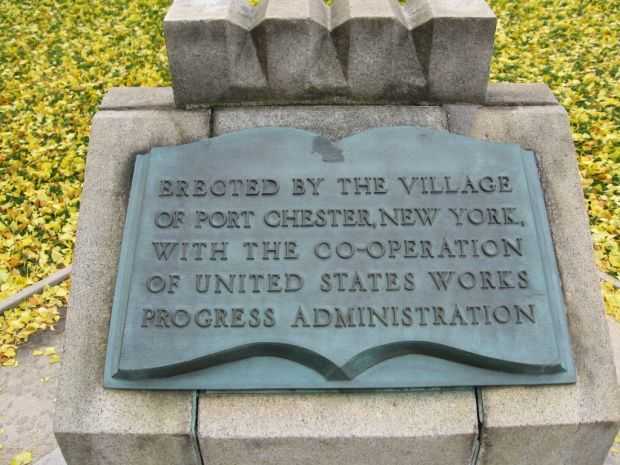 ERECTED BY THE VILLAGE
OF PORT CHESTER, NEW YORK,
WITH THE CO-OPERATION
OF UNITED STATES WORKS
PROGRESS ADMINISTRATION